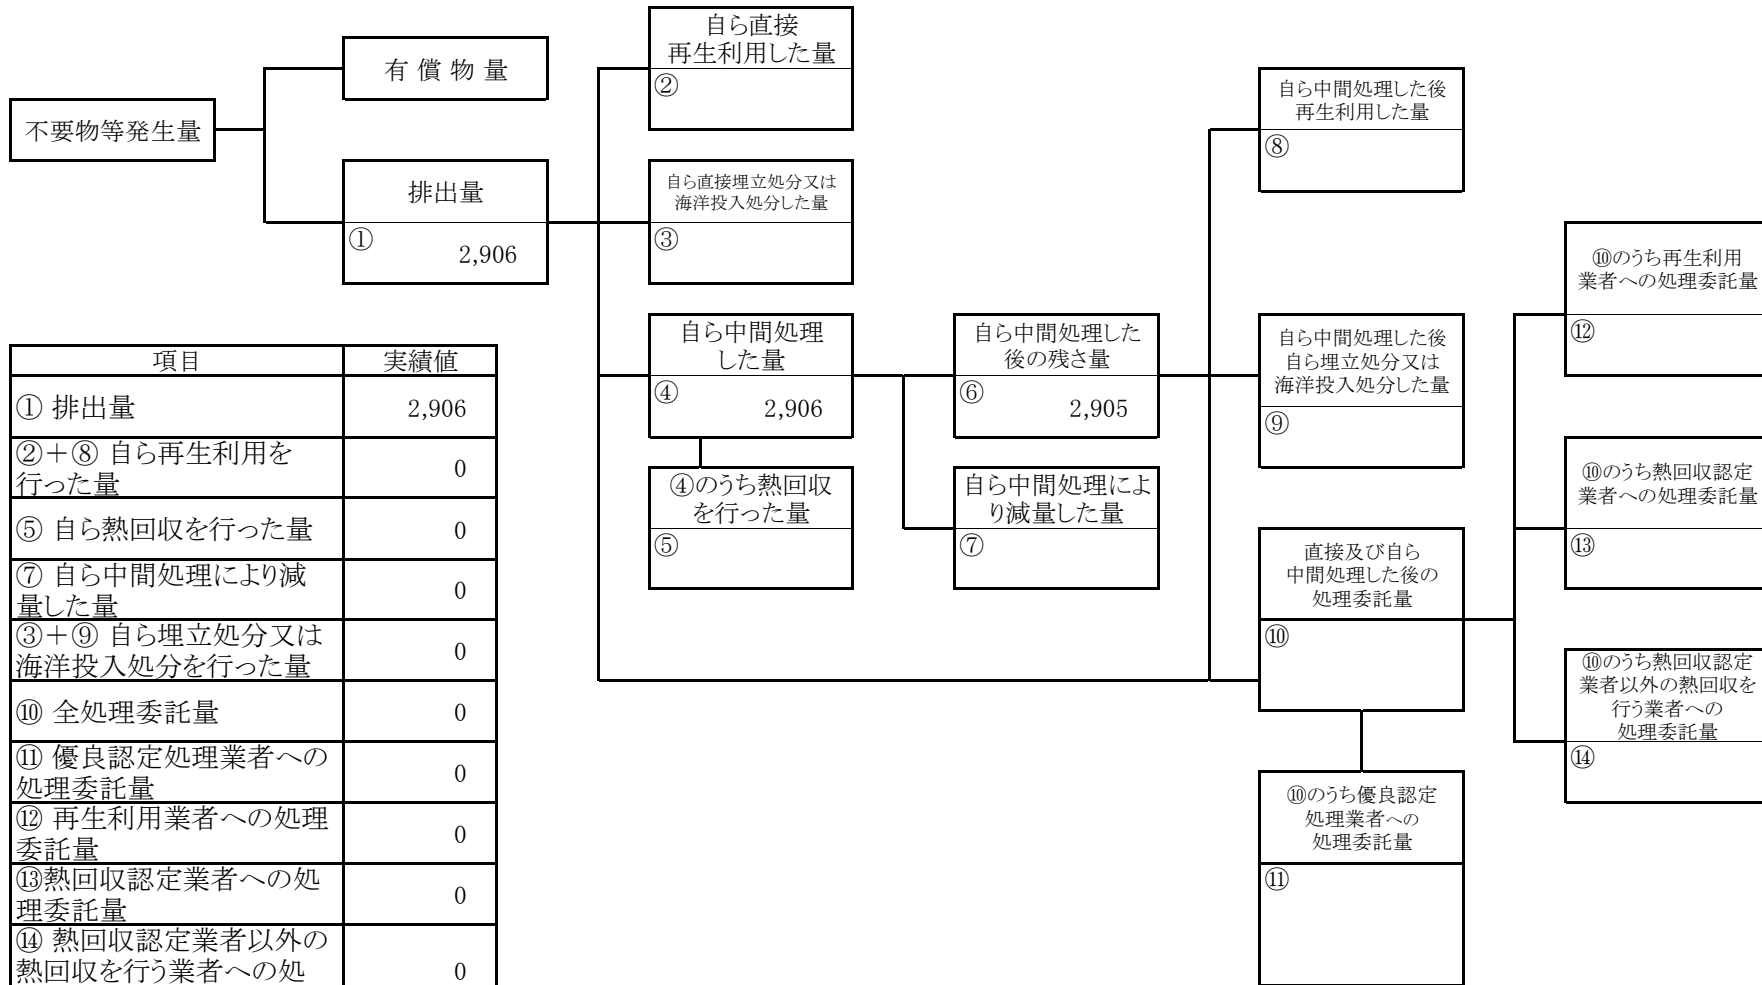 自ら直接
再生利用した量
②
有 償 物 量
不要物等発生量
排出量
①
2,906
自ら直接埋立処分又は
海洋投入処分した量
③
自ら中間処理
した量
④
2,906
④のうち熱回収
を行った量
⑤
自ら中間処理した
後の残さ量
⑥
2,905
自ら中間処理によ
り減量した量
⑦
自ら中間処理した後
再生利用した量
⑧
自ら中間処理した後
自ら埋立処分又は
海洋投入処分した量
⑨
直接及び自ら
中間処理した後の
処理委託量
⑩
⑩のうち優良認定
処理業者への
処理委託量
⑪
⑩のうち再生利用
業者への処理委託量
⑫
⑩のうち熱回収認定
業者への処理委託量
⑬
⑩のうち熱回収認定
業者以外の熱回収を
行う業者への
処理委託量
⑭
項目 実績値
① 排出量 2,906
②＋⑧ 自ら再生利用を
行った量 0
⑤ 自ら熱回収を行った量 0
⑦ 自ら中間処理により減
量した量 0
③＋⑨ 自ら埋立処分又は
海洋投入処分を行った量 0
⑩ 全処理委託量 0
⑪ 優良認定処理業者への
処理委託量 0
⑫ 再生利用業者への処理
委託量 0
⑬熱回収認定業者への処
理委託量 0
⑭ 熱回収認定業者以外の
熱回収を行う業者への処 0